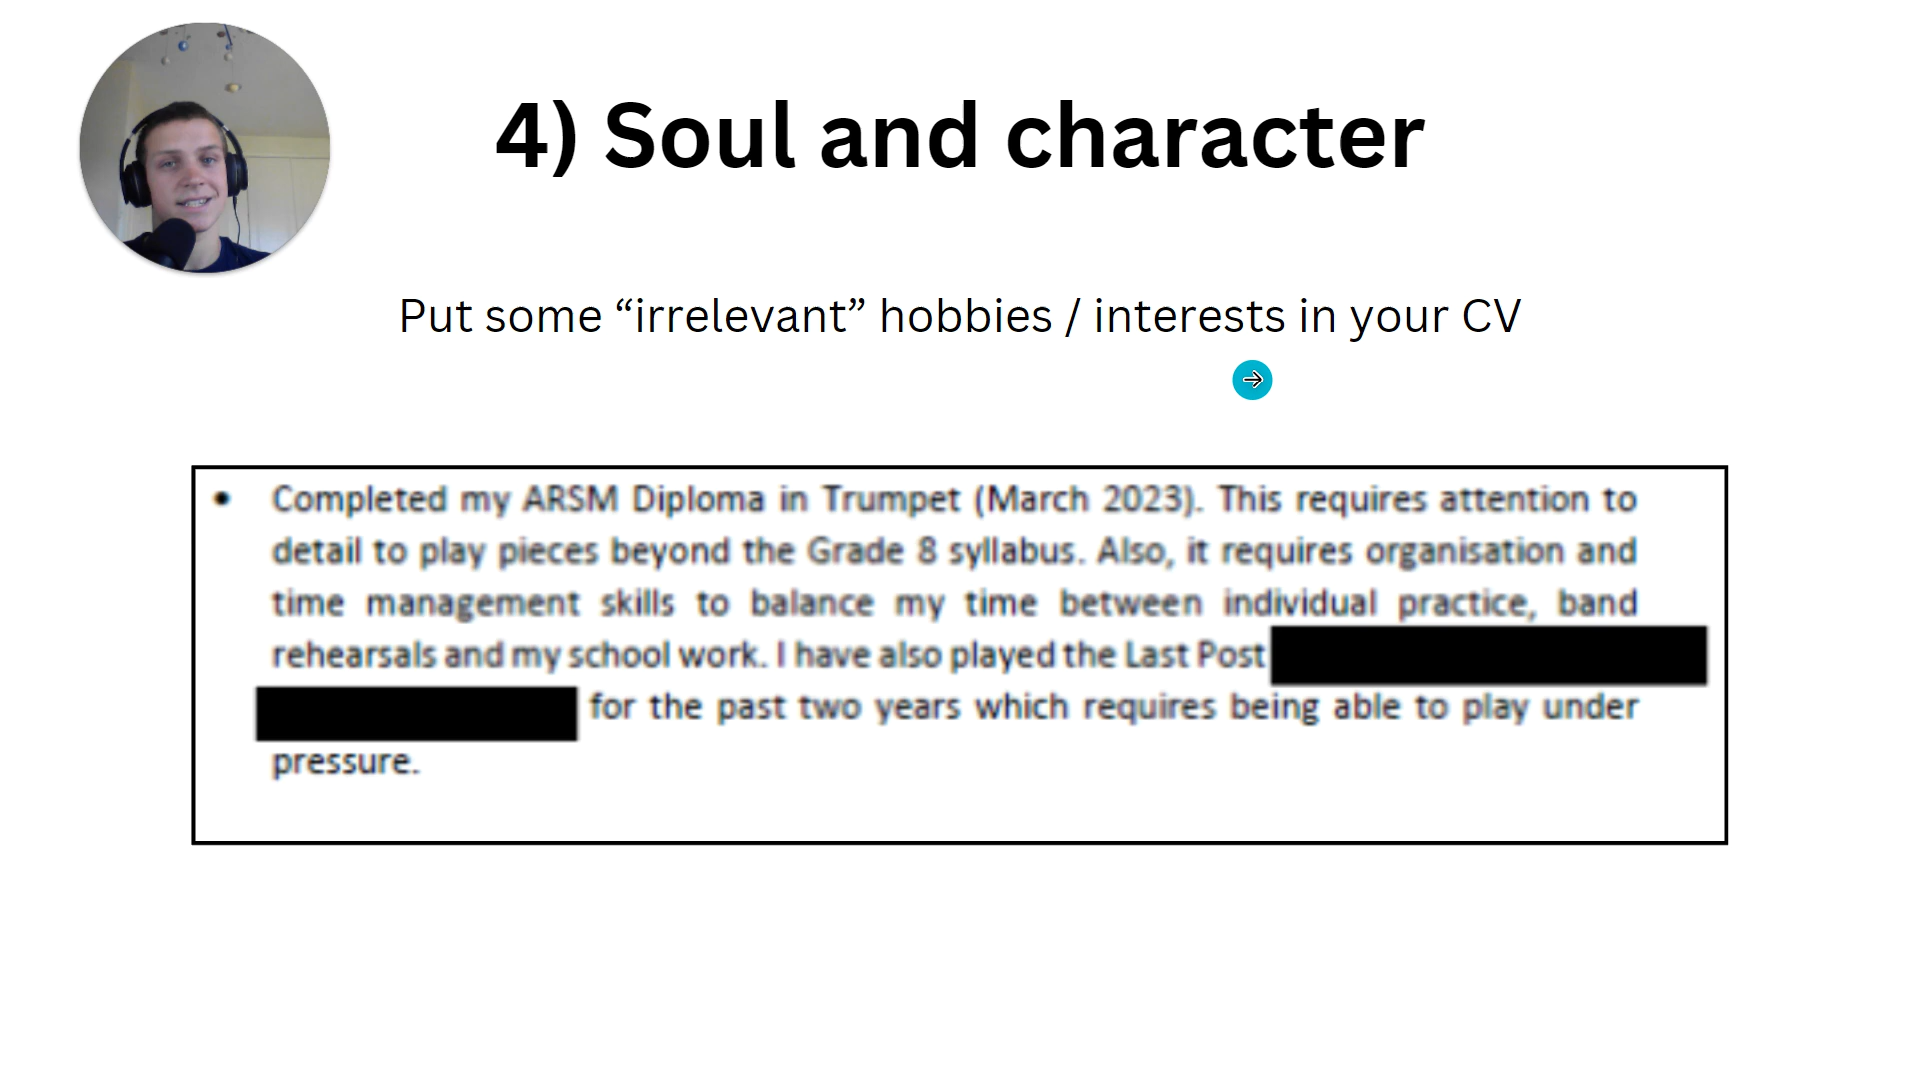 4) Soul and character
Put some “irrelevant” hobbies / interests in your CV
• Completed my ARSM Diploma in Trumpet (March 2023). This requires attention to
detail to play pieces beyond the Grade 8 syllabus. Also, it requires organisation and
time management skills to balance my time between individual practice, band
rehearsals and my school work. I have also played the Last Post
for the past two years which requires being able to play under
pressure.